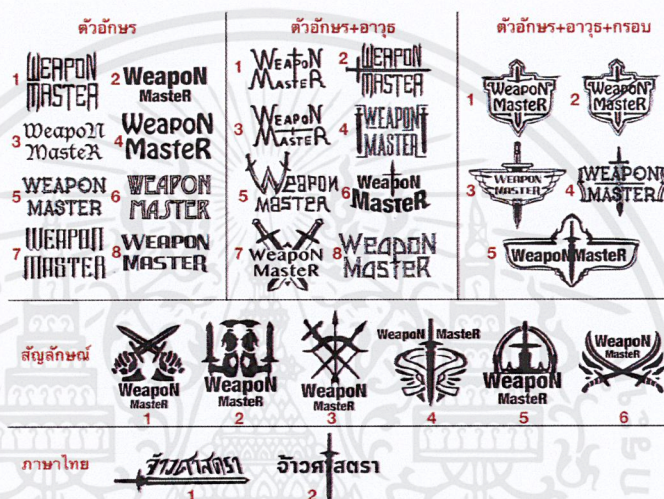 ตัวอักษร
1 WEAPON
MASTER
2 WeapoN
MasteR
3 WeapoN
MasteR
4 WeapoN
MasteR
5 WEAPON
MASTER
6 WEAPON
MASTER
7 WEAPON
MASTER
8 WEAPON
MASTER
ตัวอักษร+อาวุธ
1 WEAPON
MASTER
2 WEAPON
MASTER
3 WEAPON
MASTER
4 WEAPON
MASTER
5 WEAPON
MASTER
6 WeapoN
MasteR
7 WeapoN
MasteR
8 WeapoN
MasteR
ตัวอักษร+อาวุธ+กรอบ
1 WeapoN
MasteR
2 WeapoN
MasteR
3 WEAPON
MASTER
4 WEAPON
MASTER
5 WeapoN MasteR
สัญลักษณ์
WeapoN
MasteR
1
WeapoN
MasteR
2
WeapoN
MasteR
3
WeapoN MasteR
4
WeapoN
MasteR
5
WeapoN
MasteR
6
ภาษาไทย
จ้าวศาสตรา
1
จ้าวศาสตรา
2